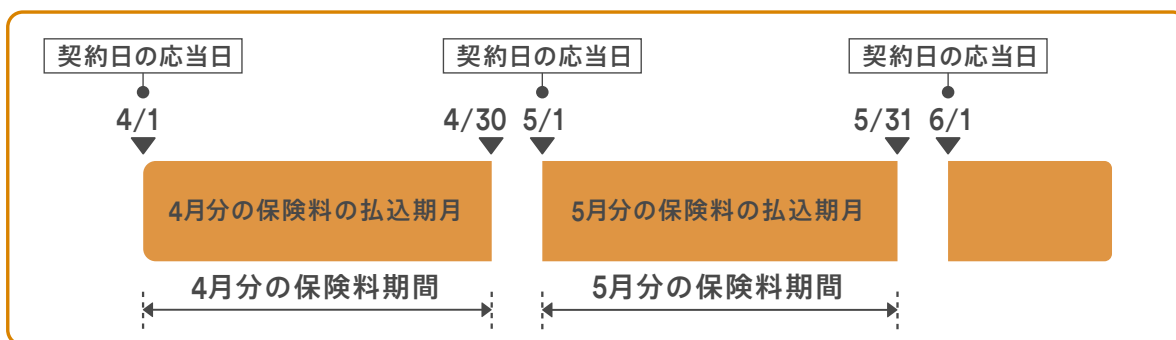 契約日の応当日 契約日の応当日 契約日の応当日
4/1 4/30 5/1 5/31 6/1
4月分の保険料の払込期月 5月分の保険料の払込期月
4月分の保険料期間 5月分の保険料期間